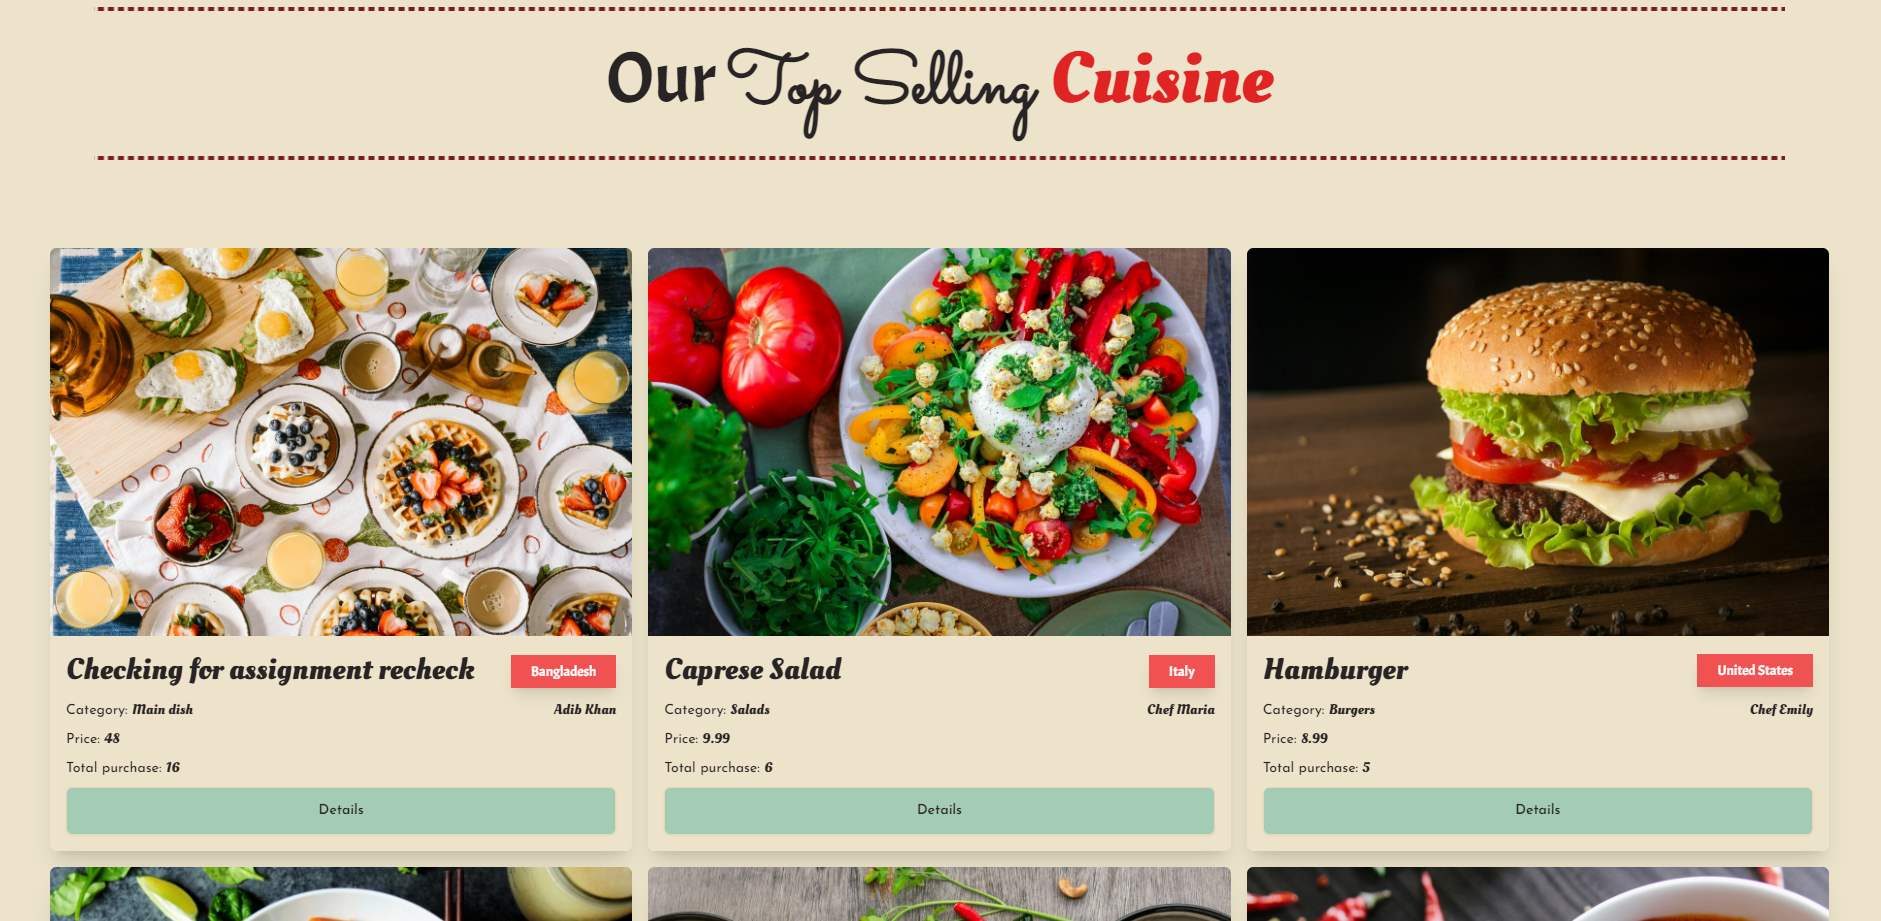 Our Top Selling Cuisine
Checking for assignment recheck
Bangladesh
Category: Main dish
Adib Khan
Price: 48
Total purchase: 16
Details
Caprese Salad
Italy
Category: Salads
Chef Maria
Price: 9.99
Total purchase: 6
Details
Hamburger
United States
Category: Burgers
Chef Emily
Price: 8.99
Total purchase: 5
Details